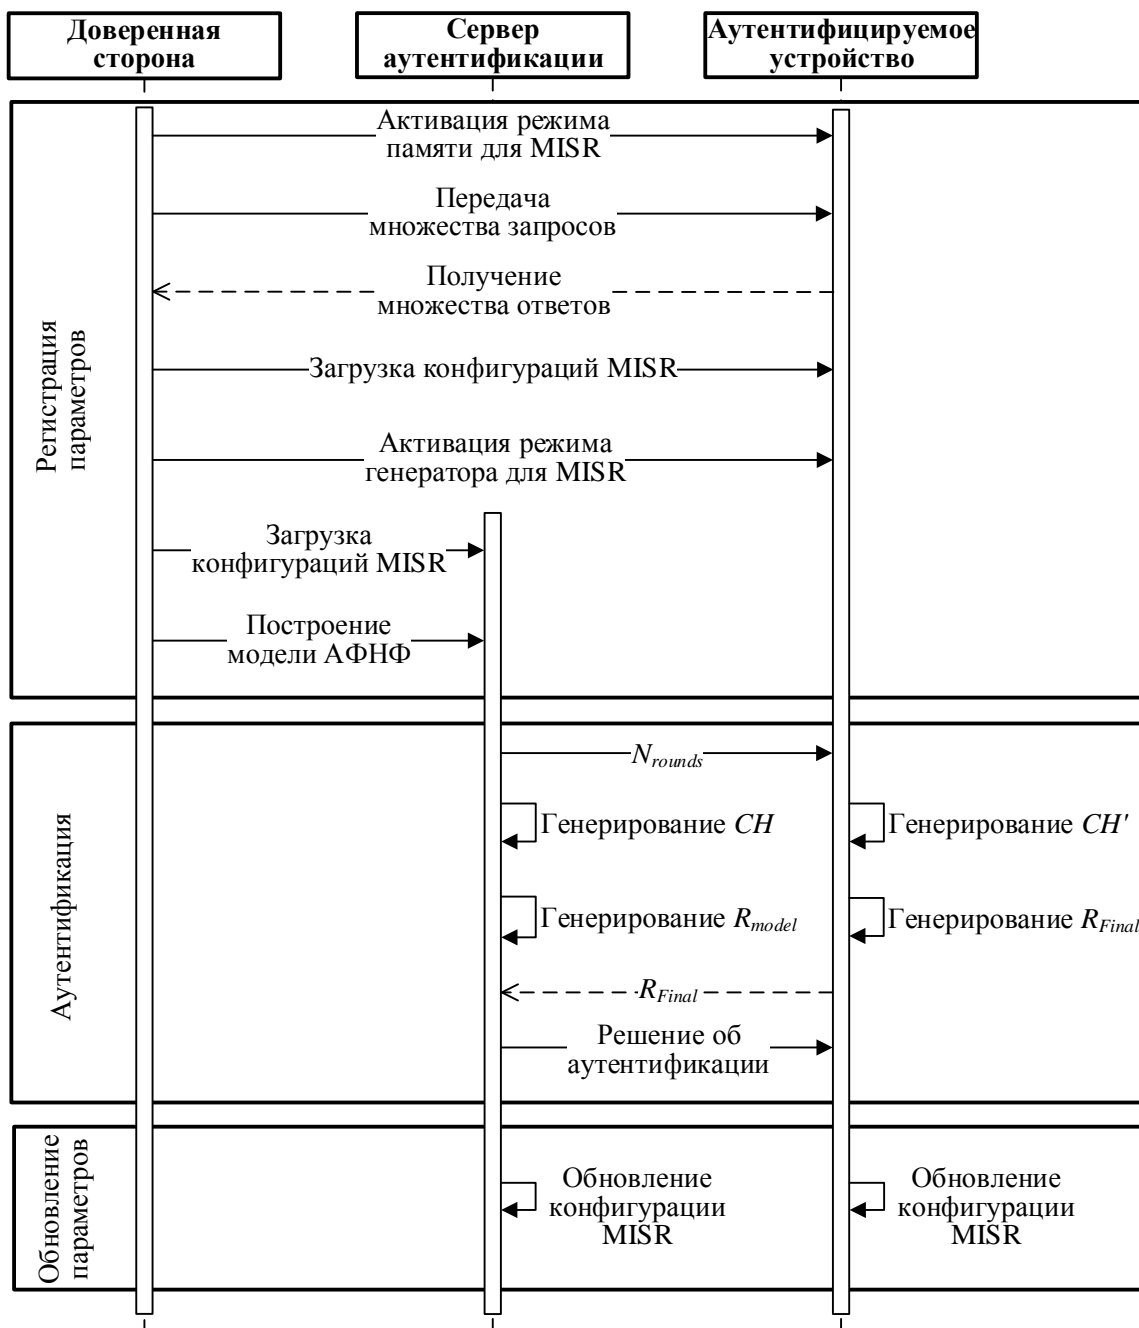 Доверенная
сторона
Сервер
аутентификации
Аутентифицируемое
устройство
Регистрация
параметров
Активация режима
памяти для MISR
Передача
множества запросов
Получение
множества ответов
Загрузка конфигураций MISR
Активация режима
генератора для MISR
Загрузка
конфигураций MISR
Построение
модели АФНФ
Аутентификация
N_rounds
Генерирование CH
Генерирование CH'
Генерирование R_model
Генерирование R_Final
R_Final
Решение об
аутентификации
Обновление
параметров
Обновление
конфигурации
MISR
Обновление
конфигурации
MISR